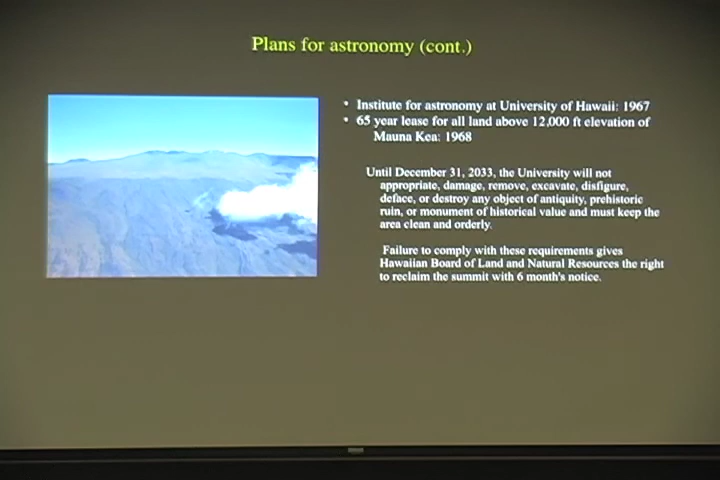 Plans for astronomy (cont.)
• Institute for astronomy at University of Hawaii: 1967
• 65 year lease for all land above 12,000 ft elevation of
Mauna Kea: 1968
Until December 31, 2033, the University will not
appropriate, damage, remove, excavate, disfigure,
deface, or destroy any object of antiquity, prehistoric
ruin, or monument of historical value and must keep the
area clean and orderly.
Failure to comply with these requirements gives
Hawaiian Board of Land and Natural Resources the right
to reclaim the summit with 6 month's notice.